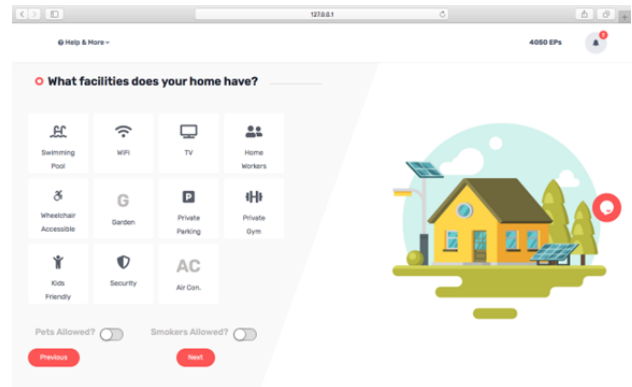 127.0.0.1
Help & More
4050 EPs
2
What facilities does your home have?
Swimming
Pool
WiFi
TV
Home
Workers
Wheelchair
Accessible
G
Garden
P
Private
Parking
Private
Gym
Kids
Friendly
Security
AC
Air Con.
Pets Allowed?
Smokers Allowed?
Previous
Next